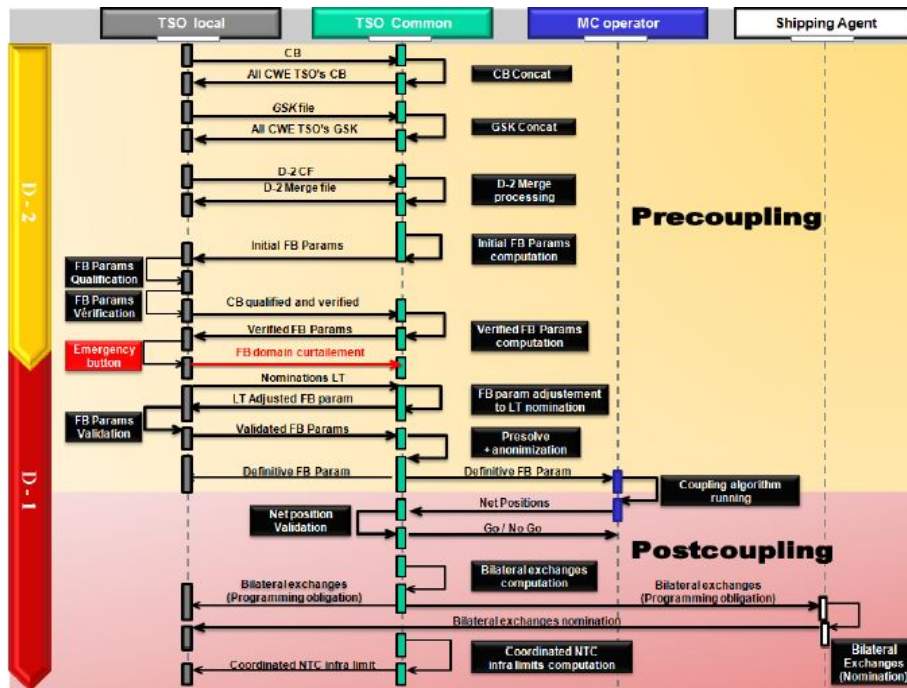 TSO local
TSO Common
MC operator
Shipping Agent
D - 2
D - 1
CB
All CWE TSO's CB
CB Concat
GSK file
All CWE TSO's GSK
GSK Concat
D-2 CF
D-2 Merge file
D-2 Merge
processing
Precoupling
Initial FB Params
Initial FB Params
computation
FB Params
Qualification
FB Params
Vérification
CB qualified and verified
Verified FB Params
Verified FB Params
computation
Emergency
button
FB domain curtailement
Nominations LT
LT Adjusted FB param
FB param adjustement
to LT nomination
FB Params
Validation
Validated FB Params
Presolve
+ anonimization
Definitive FB Param
Definitive FB Param
Coupling algorithm
running
Net Positions
Net position
Validation
Go / No Go
Postcoupling
Bilateral exchanges
computation
Bilateral exchanges
(Programming obligation)
Bilateral exchanges
(Programming obligation)
Bilateral exchanges nomination
Bilateral
Exchanges
(Nomination)
Coordinated NTC infra limit
Coordinated NTC
infra limits computation